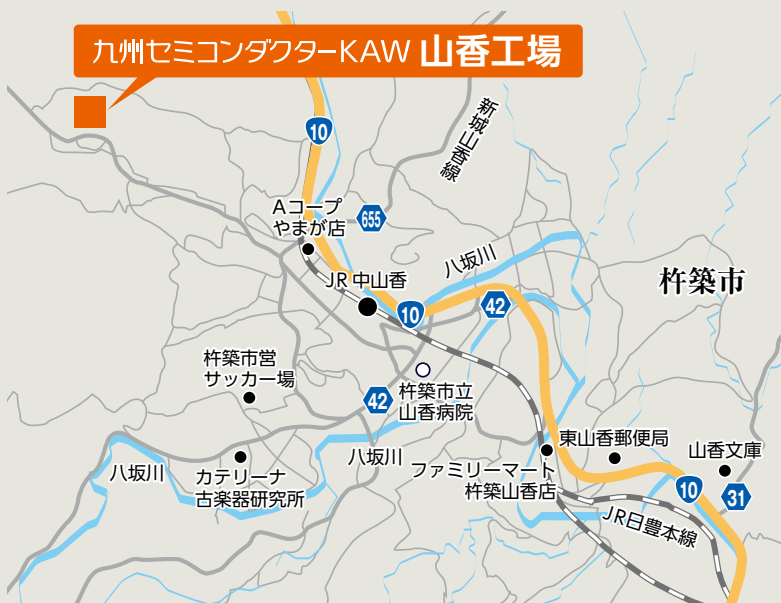 九州セミコンダクターKAW 山香工場
10
新城山香線
Aコープ
やまが店
655
八坂川
杵築市
JR 中山香
10
42
杵築市営
サッカー場
42
杵築市立
山香病院
東山香郵便局
山香文庫
八坂川
カテリーナ
古楽器研究所
八坂川
ファミリーマート
杵築山香店
10
31
JR日豊本線